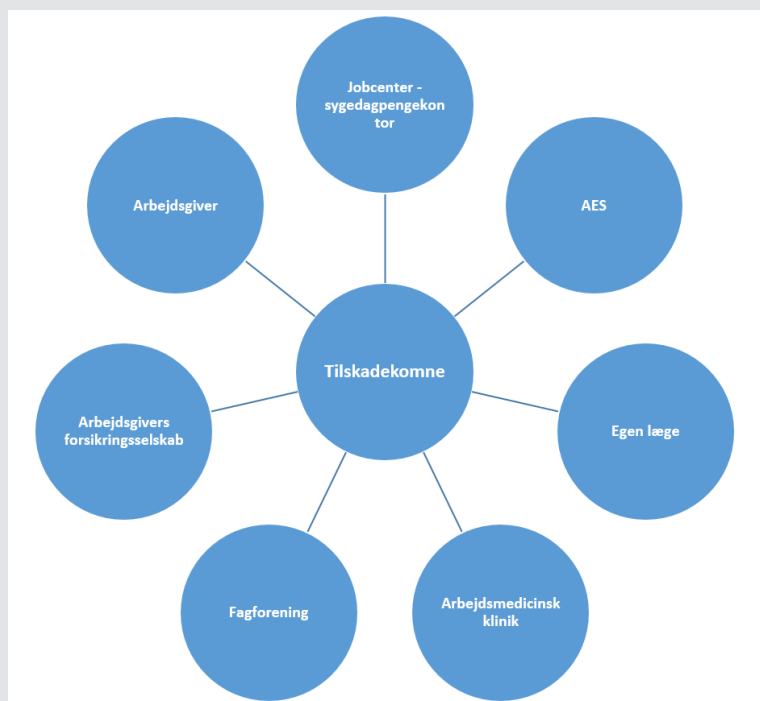 Jobcenter -
sygedagpengekon
tor
Arbejdsgiver
AES
Tilskadekomne
Arbejdsgivers
forsikringsselskab
Egen læge
Fagforening
Arbejdsmedicinsk
klinik